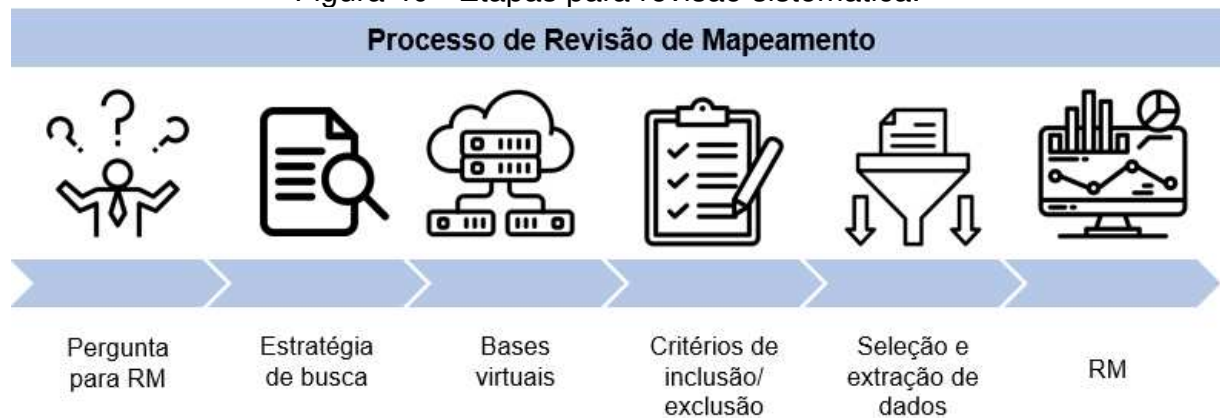 Figura 10 - Etapas para revisão sistemática.
Processo de Revisão de Mapeamento
Pergunta
para RM
Estratégia
de busca
Bases
virtuais
Critérios de
inclusão/
exclusão
Seleção e
extração de
dados
RM